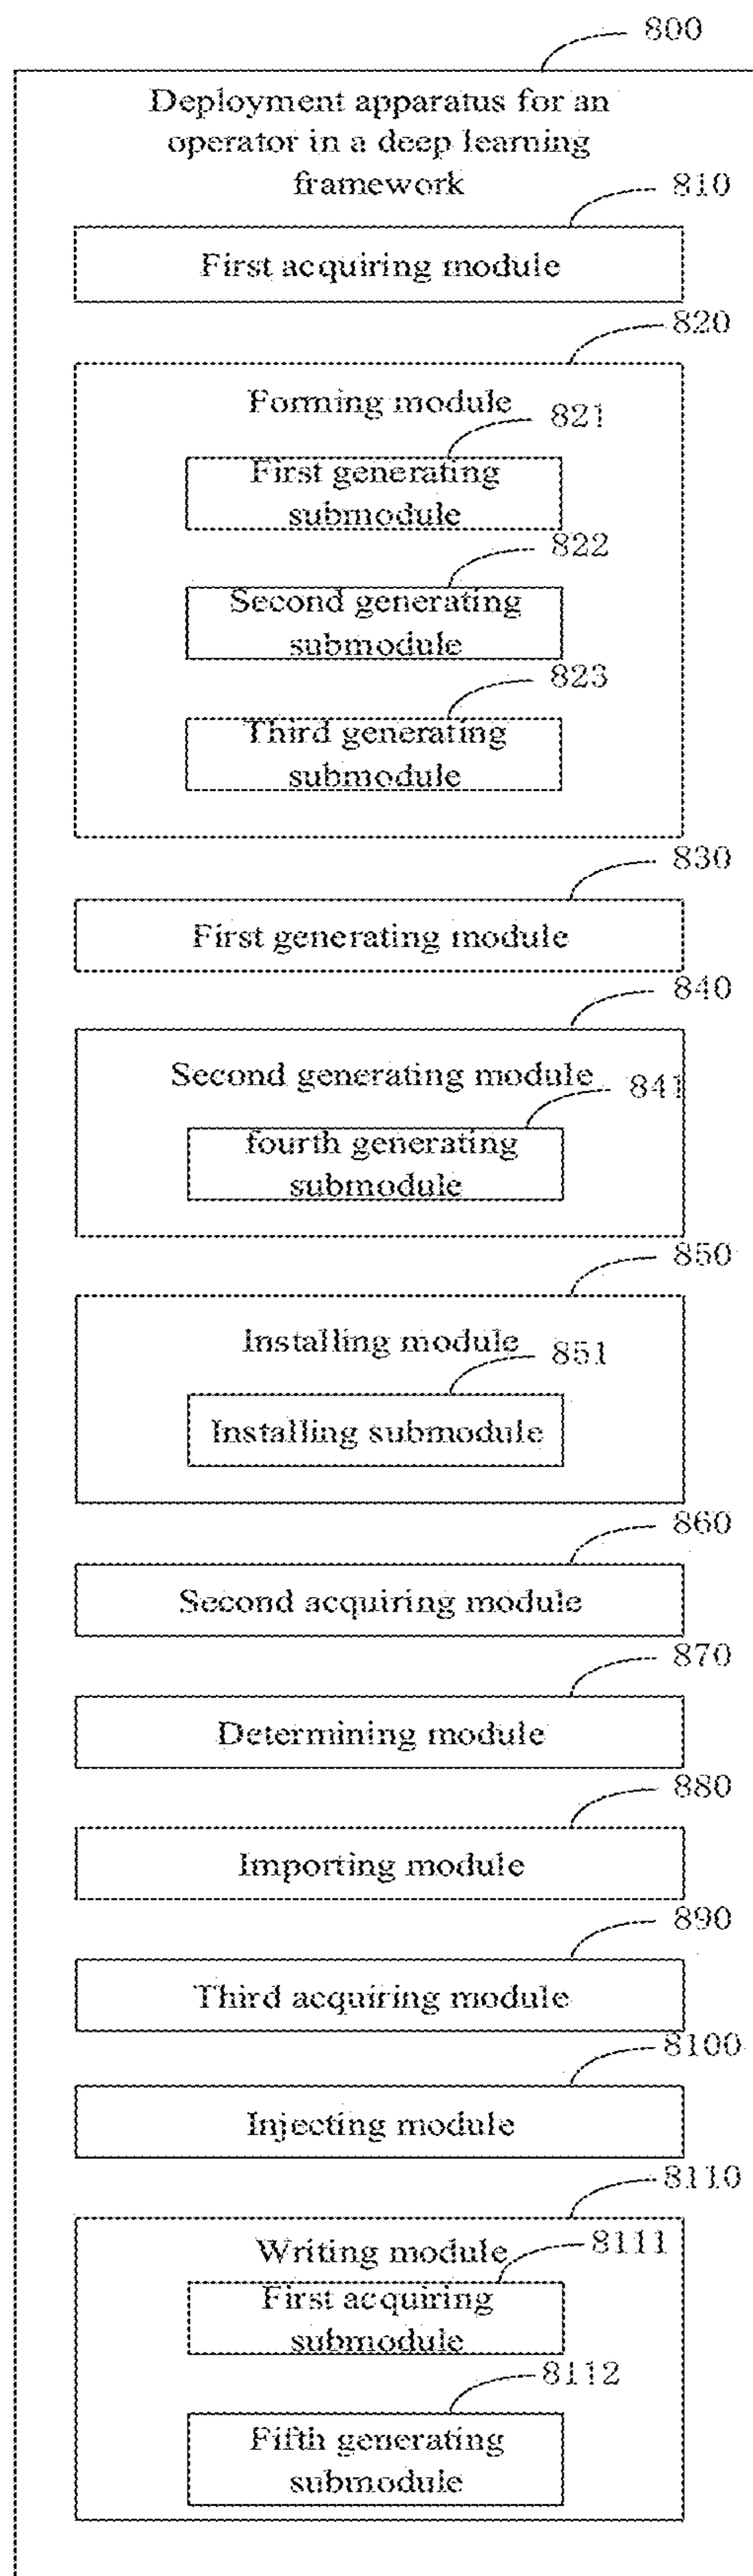 800
Deployment apparatus for an
operator in a deep learning
framework
810
First acquiring module
820
Forming module
821
First generating
submodule
822
Second generating
submodule
823
Third generating
submodule
830
First generating module
840
Second generating module
841
fourth generating
submodule
850
Installing module
851
Installing submodule
860
Second acquiring module
870
Determining module
880
Importing module
890
Third acquiring module
8100
Injecting module
8110
Writing module
8111
First acquiring
submodule
8112
Fifth generating
submodule